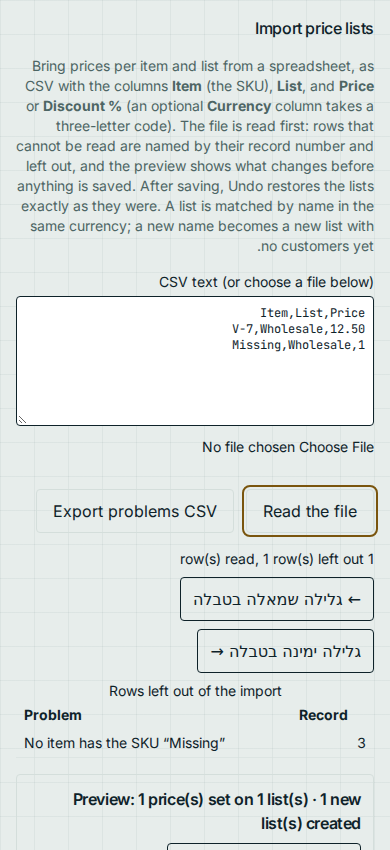 Import price lists
Bring prices per item and list from a spreadsheet, as
CSV with the columns Item (the SKU), List, and Price
or Discount % (an optional Currency column takes a
three-letter code). The file is read first: rows that
cannot be read are named by their record number and
left out, and the preview shows what changes before
anything is saved. After saving, Undo restores the lists
exactly as they were. A list is matched by name in the
same currency; a new name becomes a new list with
.no customers yet
CSV text (or choose a file below)
Item,List,Price
V-7,Wholesale,12.50
Missing,Wholesale,1
No file chosen Choose File
Export problems CSV Read the file
row(s) read, 1 row(s) left out 1
← גלילה שמאלה בטבלה
גלילה ימינה בטבלה →
Rows left out of the import
Problem Record
No item has the SKU “Missing” 3
Preview: 1 price(s) set on 1 list(s) · 1 new
list(s) created